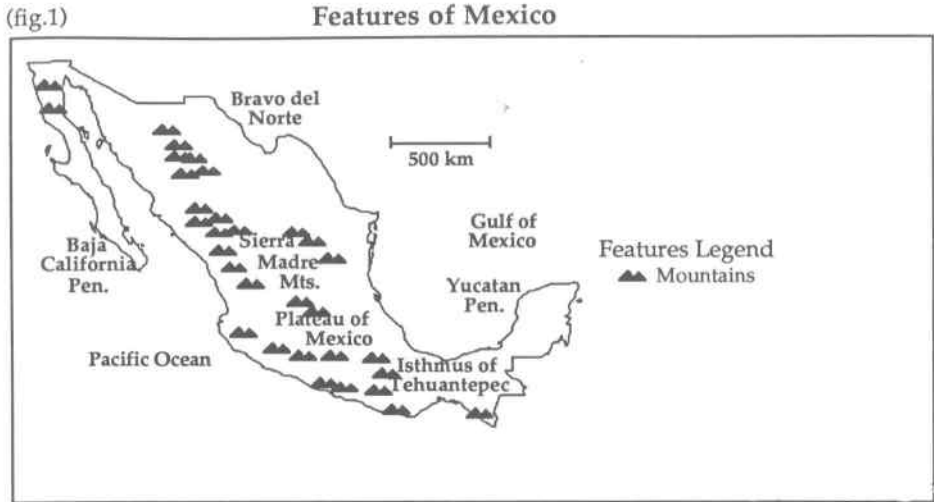 (fig.1)
Features of Mexico
Bravo del
Norte
500 km
Gulf of
Mexico
Features Legend
Mountains
Baja
California
Pen.
Sierra
Madre
Mts.
Yucatan
Pen.
Plateau of
Mexico
Pacific Ocean
Isthmus of
Tehuantepec